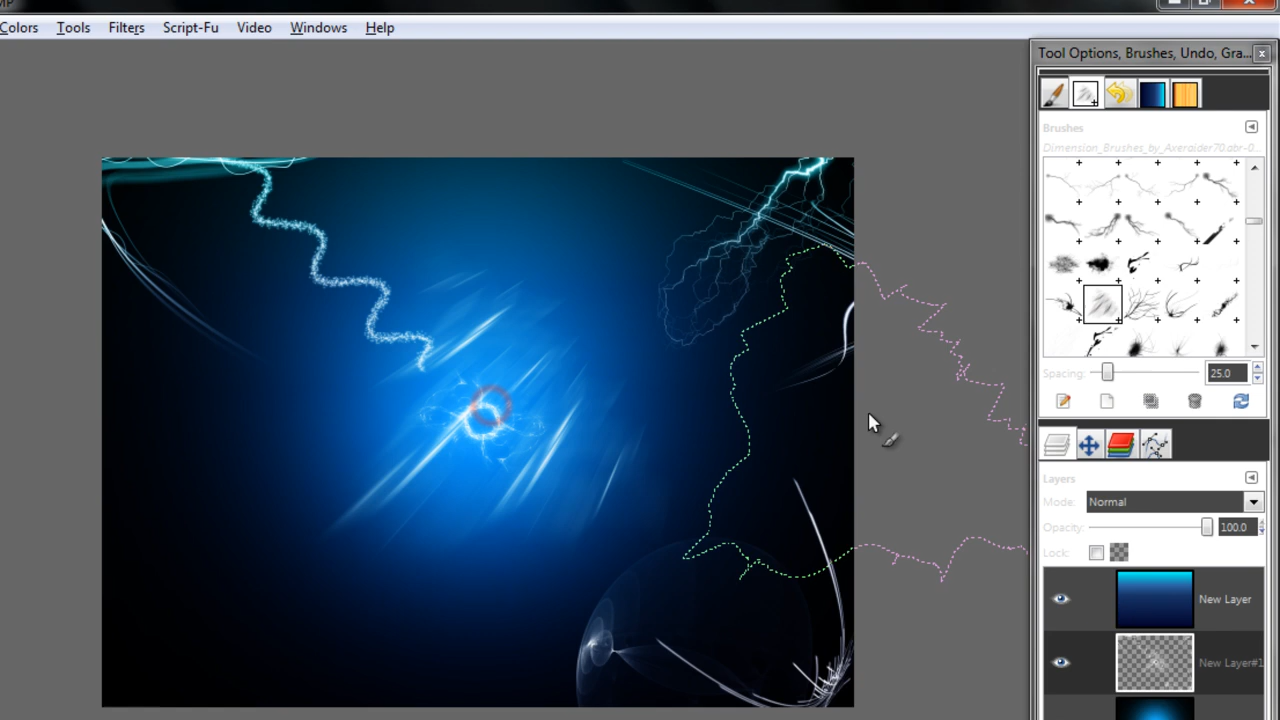 Colors Tools Filters Script-Fu Video Windows Help
Tool Options, Brushes, Undo, Gra...
Brushes
Dimension_Brushes_by_Axeraider70.abr-0...
Spacing: 25.0
Layers
Mode: Normal
Opacity: 100.0
Lock:
New Layer
New Layer#1